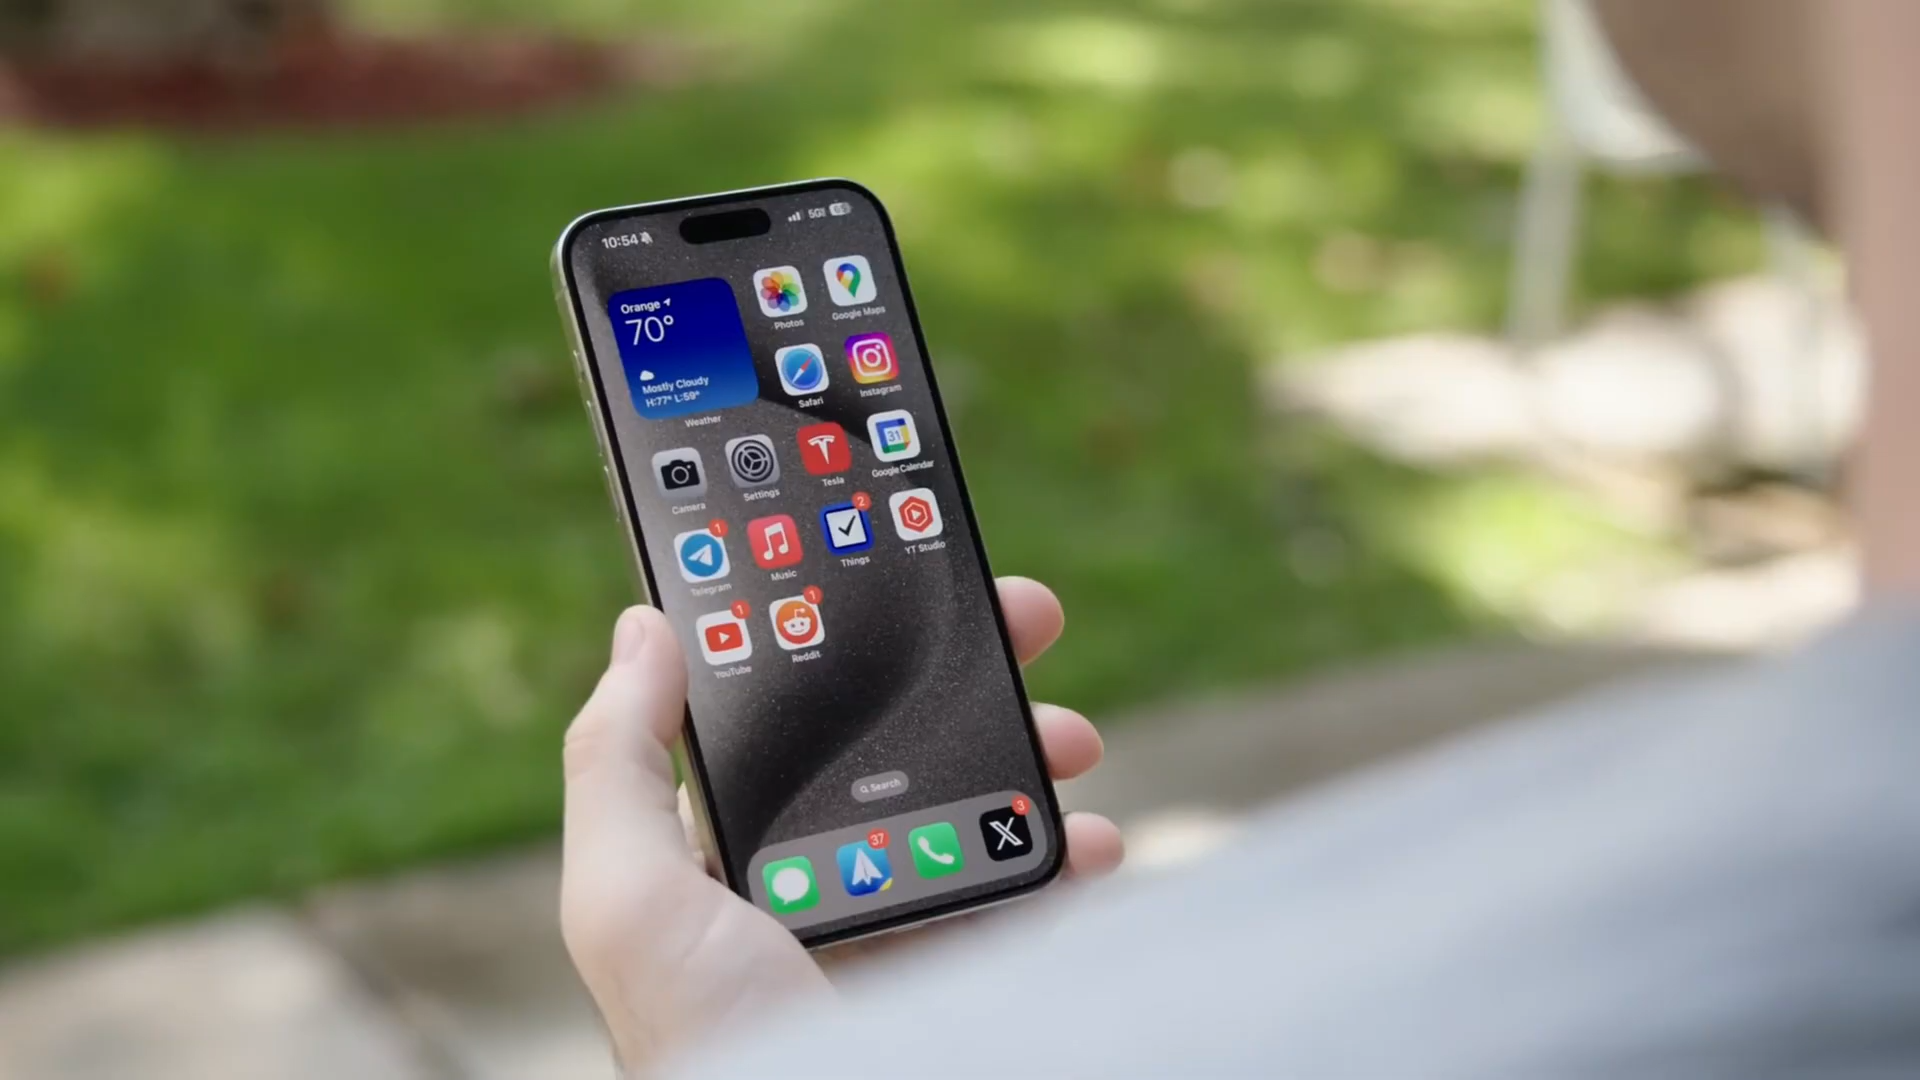 10:54
5G
Orange
70°
Mostly Cloudy
H:77° L:59°
Weather
Photos
Google Maps
Safari
Instagram
Camera
Settings
Tesla
31
Google Calendar
1
Telegram
Music
2
Things
YT Studio
1
YouTube
1
Reddit
Search
37
3
X